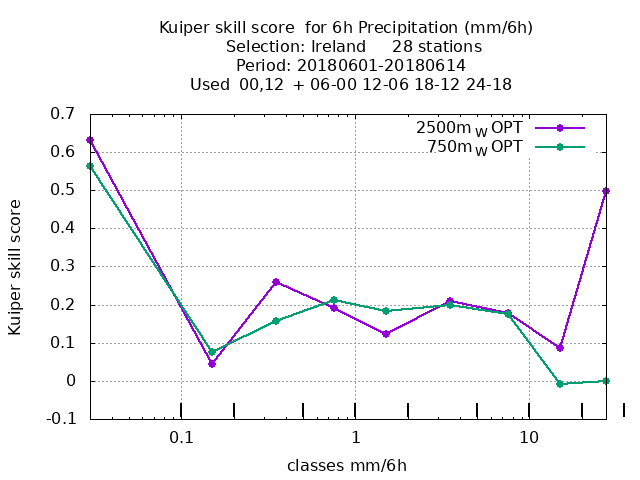 Kuiper skill score  for 6h Precipitation (mm/6h)
Selection: Ireland     28 stations
Period: 20180601-20180614
Used  00,12  + 06-00 12-06 18-12 24-18
2500m W OPT
750m W OPT
0.7
0.6
0.5
0.4
0.3
0.2
0.1
0
-0.1
Kuiper skill score
0.1 1 10
classes mm/6h